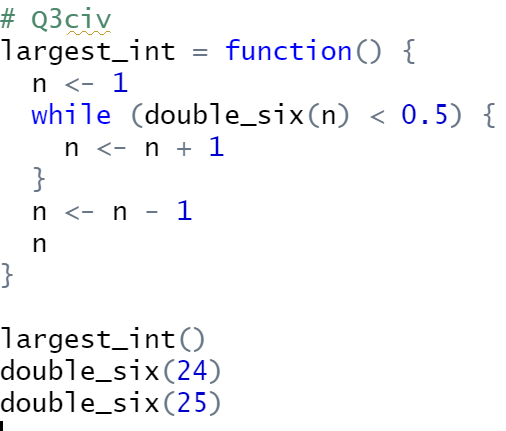 # Q3civ
largest_int = function() {
  n <- 1
  while (double_six(n) < 0.5) {
    n <- n + 1
  }
  n <- n - 1
  n
}

largest_int()
double_six(24)
double_six(25)